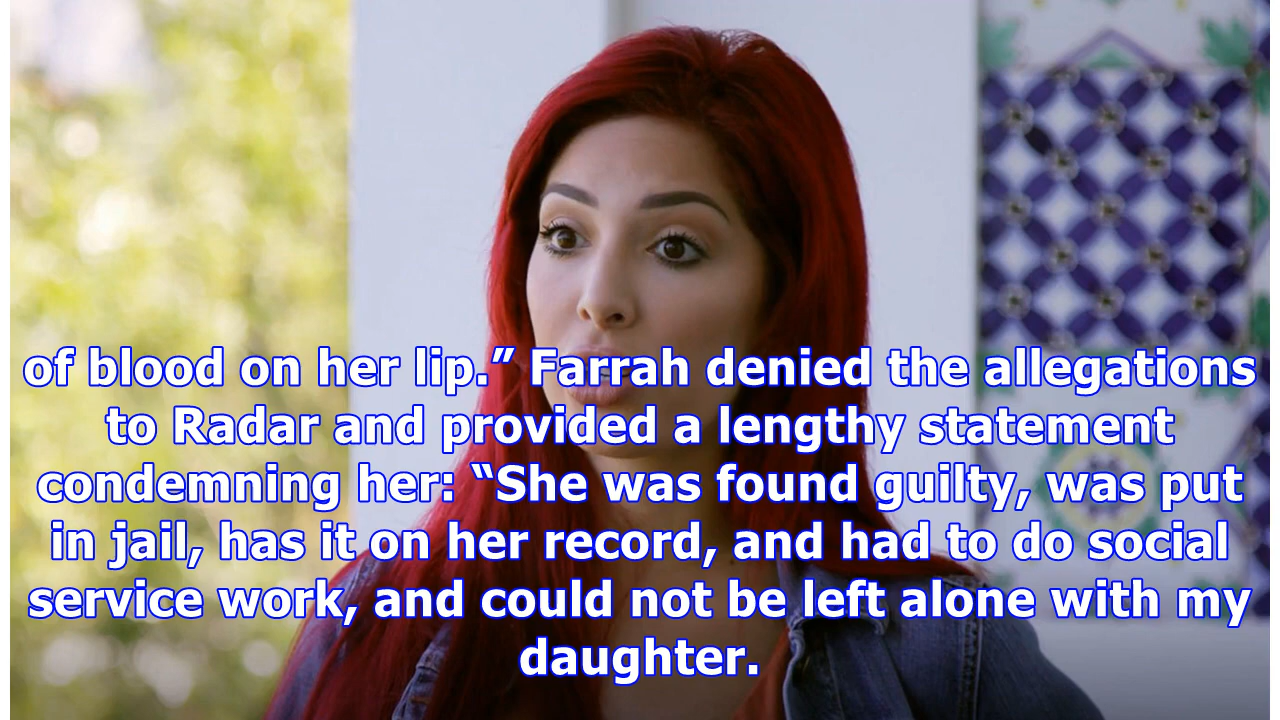 of blood on her lip.” Farrah denied the allegations
to Radar and provided a lengthy statement
condemning her: “She was found guilty, was put
in jail, has it on her record, and had to do social
service work, and could not be left alone with my
daughter.